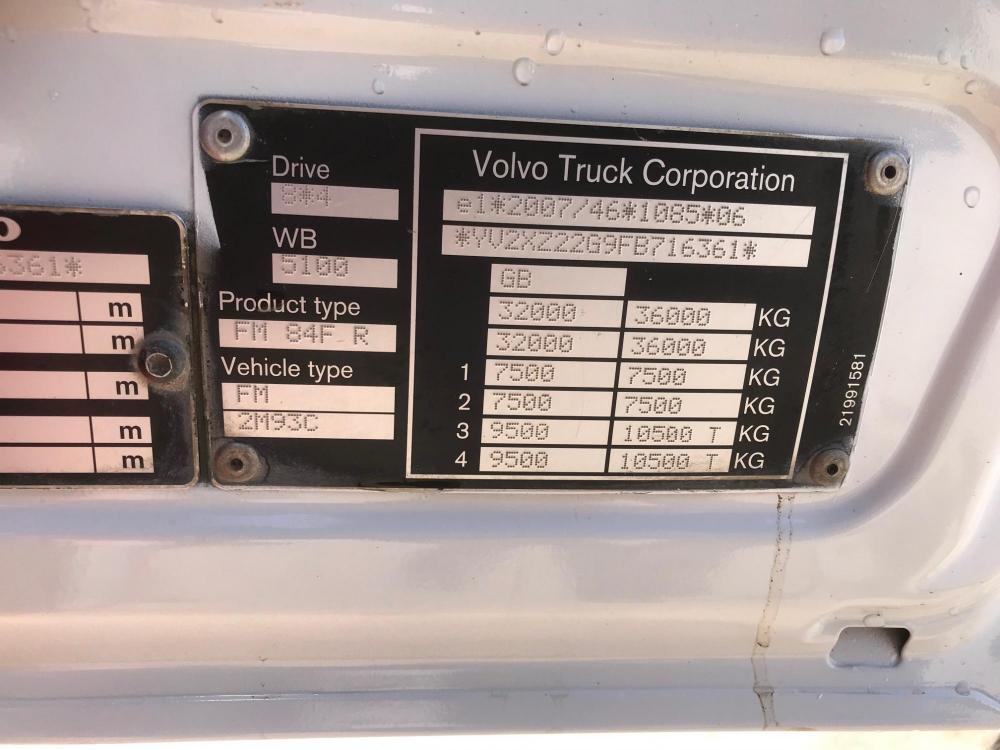 o
6361*
m
m
m
m
m
Drive
8*4
WB
5100
Product type
FM 84F R
Vehicle type
FM
2M93C
Volvo Truck Corporation
e1*2007/46*1085*06
*YV2XZ22G9FB716361*
GB
32000 36000 KG
32000 36000 KG
1 7500 7500 KG
2 7500 7500 KG
3 9500 10500 T KG
4 9500 10500 T KG
21991581